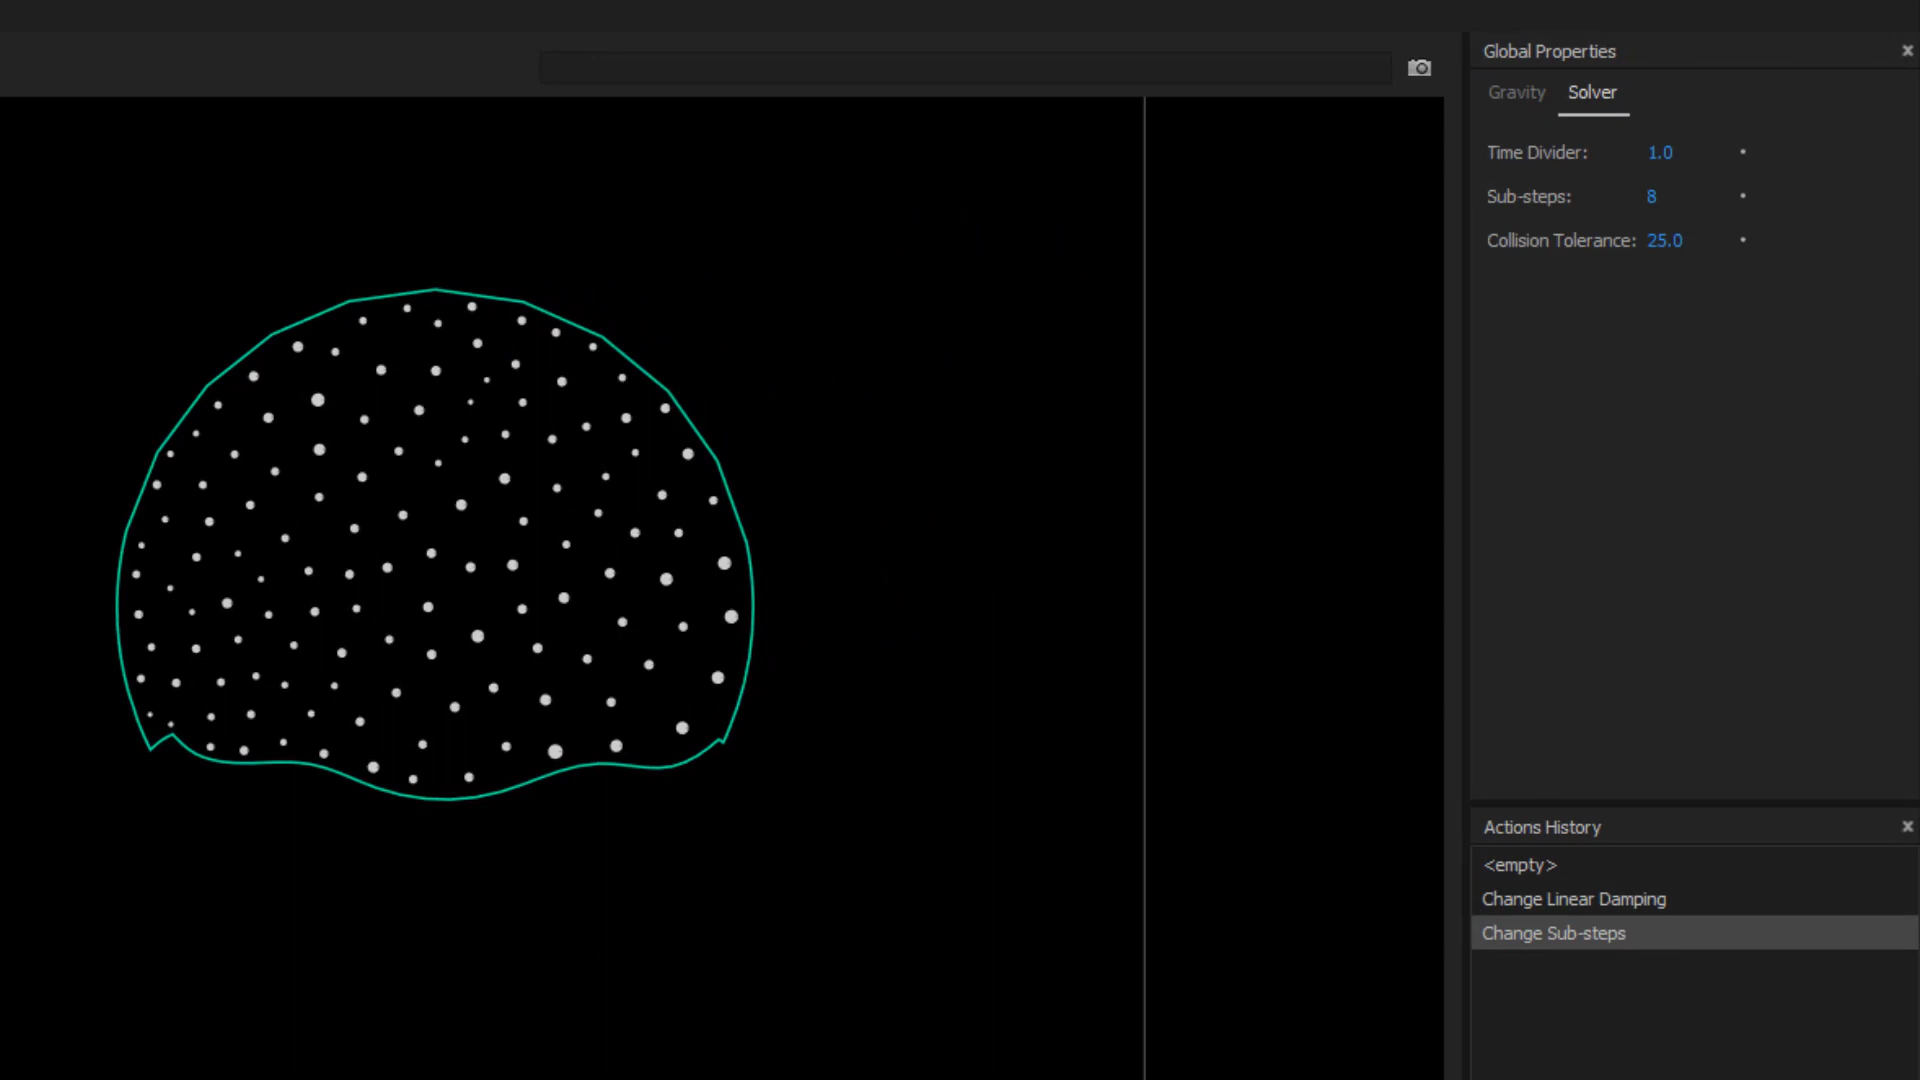 Global Properties
Gravity Solver
Time Divider: 1.0
Sub-steps: 8
Collision Tolerance: 25.0
Actions History
<empty>
Change Linear Damping
Change Sub-steps